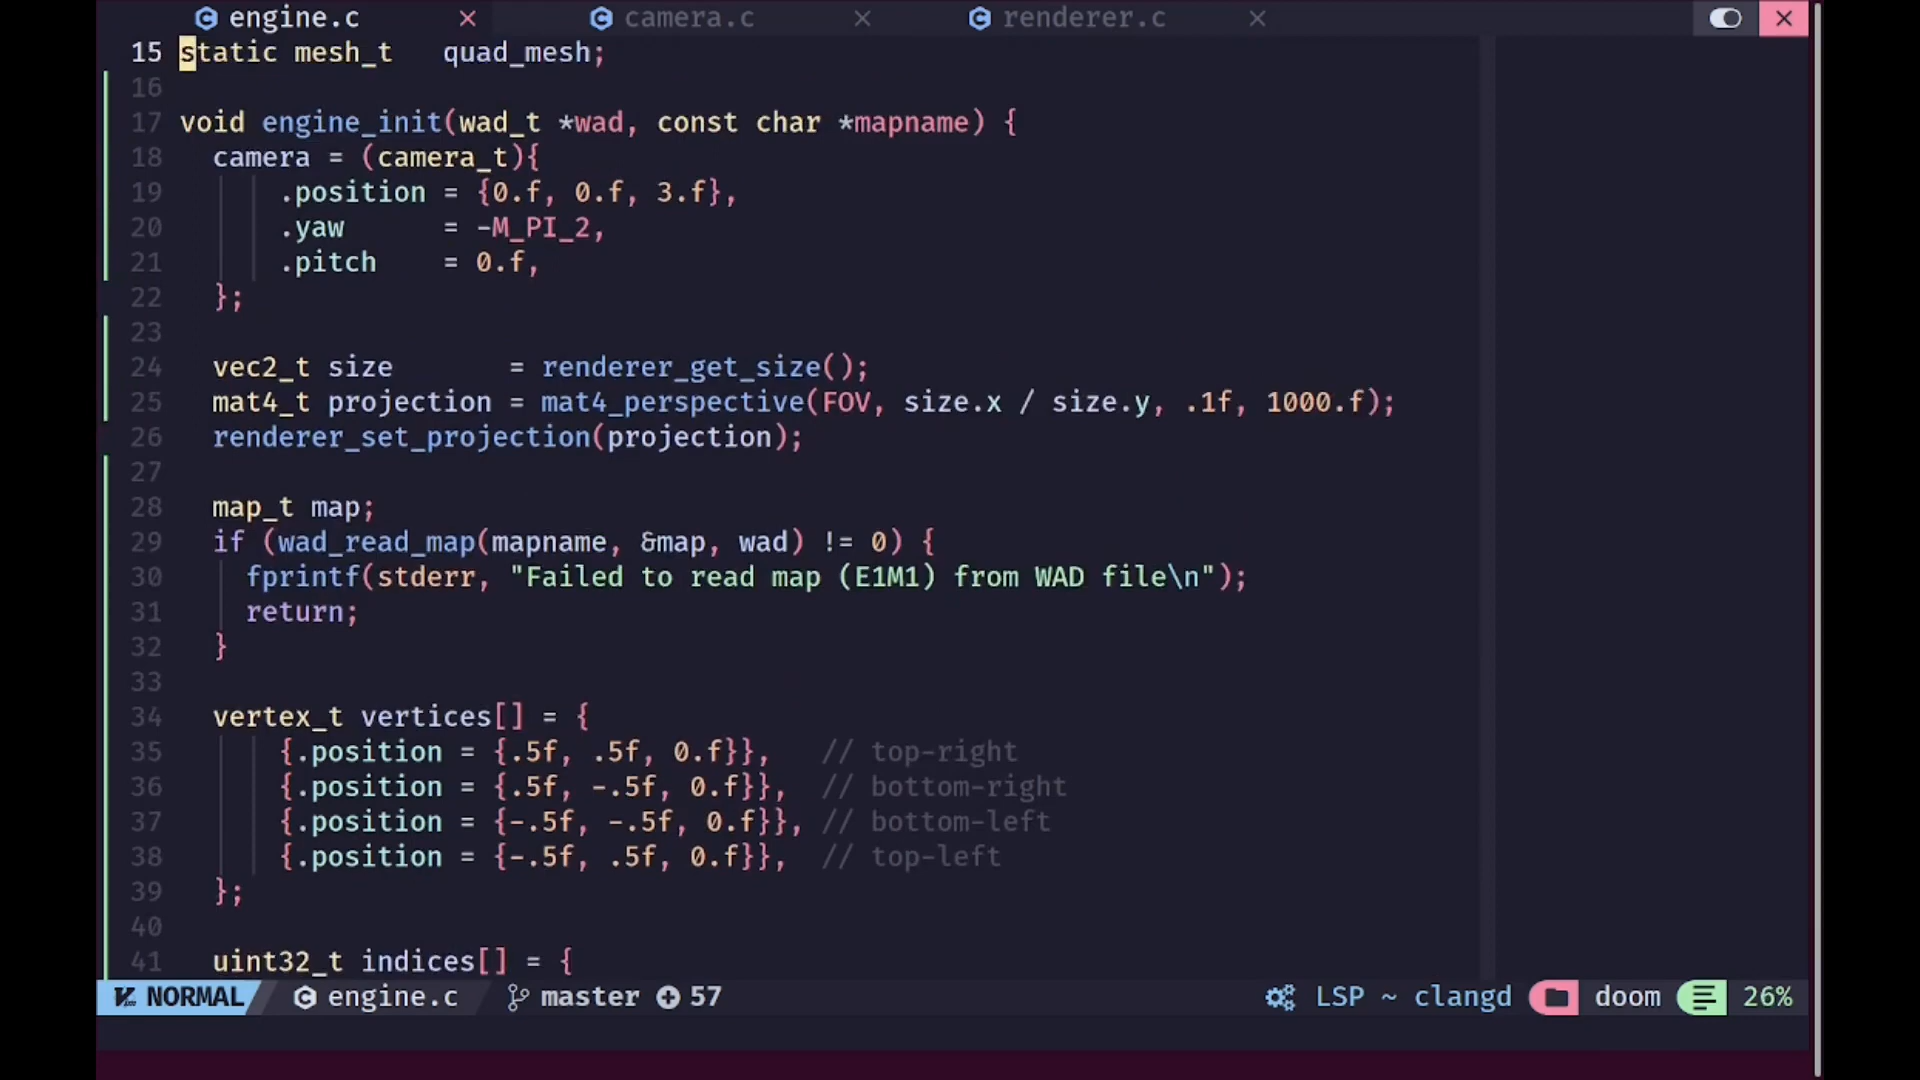 engine.c camera.c renderer.c
15 static mesh_t   quad_mesh;
16
17 void engine_init(wad_t *wad, const char *mapname) {
18   camera = (camera_t){
19       .position = {0.f, 0.f, 3.f},
20       .yaw      = -M_PI_2,
21       .pitch    = 0.f,
22   };
23
24   vec2_t size       = renderer_get_size();
25   mat4_t projection = mat4_perspective(FOV, size.x / size.y, .1f, 1000.f);
26   renderer_set_projection(projection);
27
28   map_t map;
29   if (wad_read_map(mapname, &map, wad) != 0) {
30     fprintf(stderr, "Failed to read map (E1M1) from WAD file\n");
31     return;
32   }
33
34   vertex_t vertices[] = {
35       {.position = {.5f, .5f, 0.f}},   // top-right
36       {.position = {.5f, -.5f, 0.f}},  // bottom-right
37       {.position = {-.5f, -.5f, 0.f}}, // bottom-left
38       {.position = {-.5f, .5f, 0.f}},  // top-left
39   };
40
41   uint32_t indices[] = {
NORMAL engine.c master 57 LSP ~ clangd doom 26%